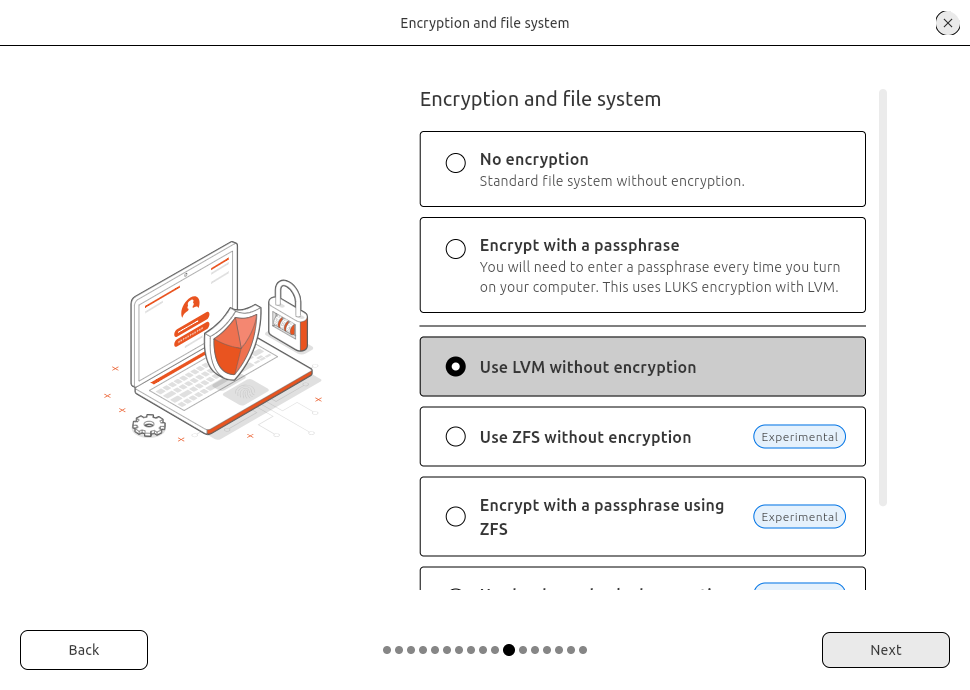 Encryption and file system
Encryption and file system
No encryption
Standard file system without encryption.
Encrypt with a passphrase
You will need to enter a passphrase every time you turn
on your computer. This uses LUKS encryption with LVM.
Use LVM without encryption
Use ZFS without encryption
Experimental
Encrypt with a passphrase using
ZFS
Experimental
Back
Next